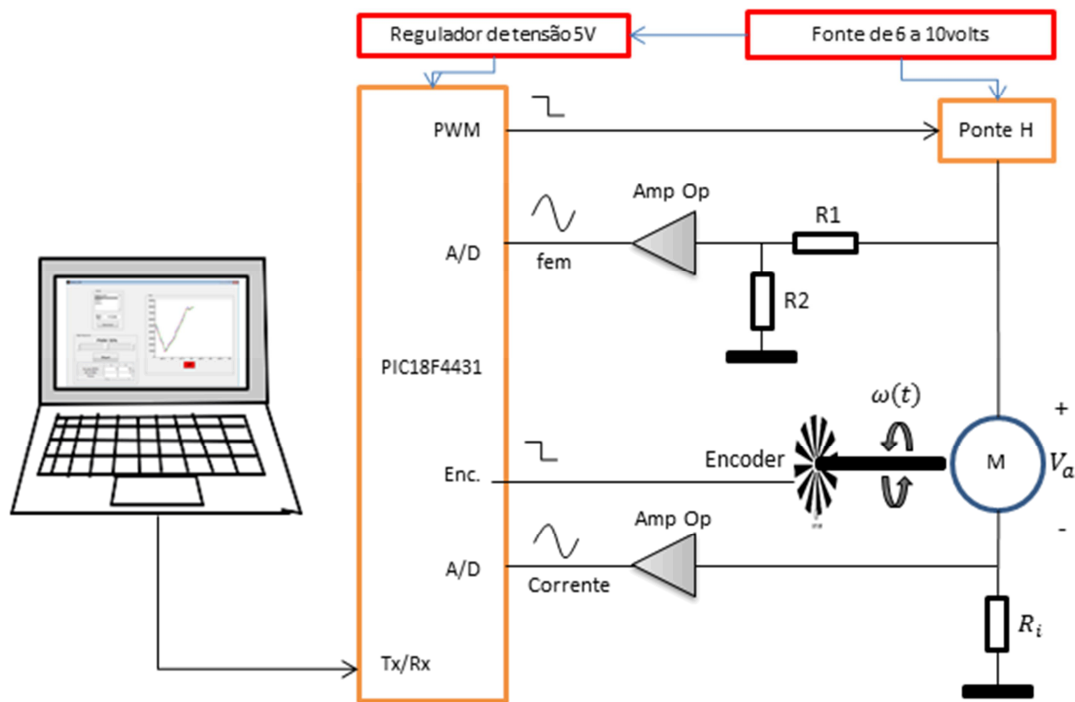 Regulador de tensão 5V
Fonte de 6 a 10volts
PWM
Ponte H
Amp Op
R1
A/D
fem
R2
PIC18F4431
ω(t)
+
Encoder
M
V_a
Enc.
Amp Op
-
A/D
Corrente
R_i
Tx/Rx